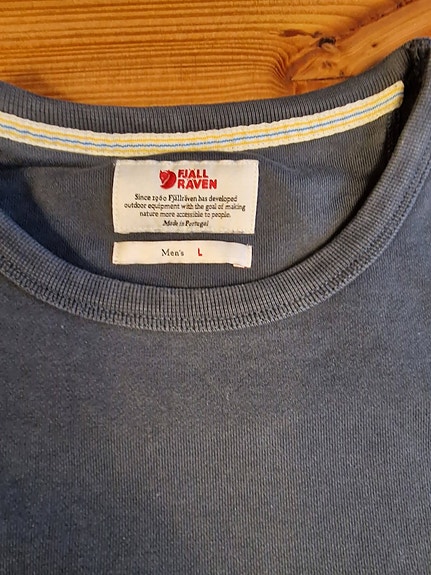 FJÄLL
RÄVEN
Since 1960 Fjällräven has developed
outdoor equipment with the goal of making
nature more accessible to people.
Made in Portugal
Men's L